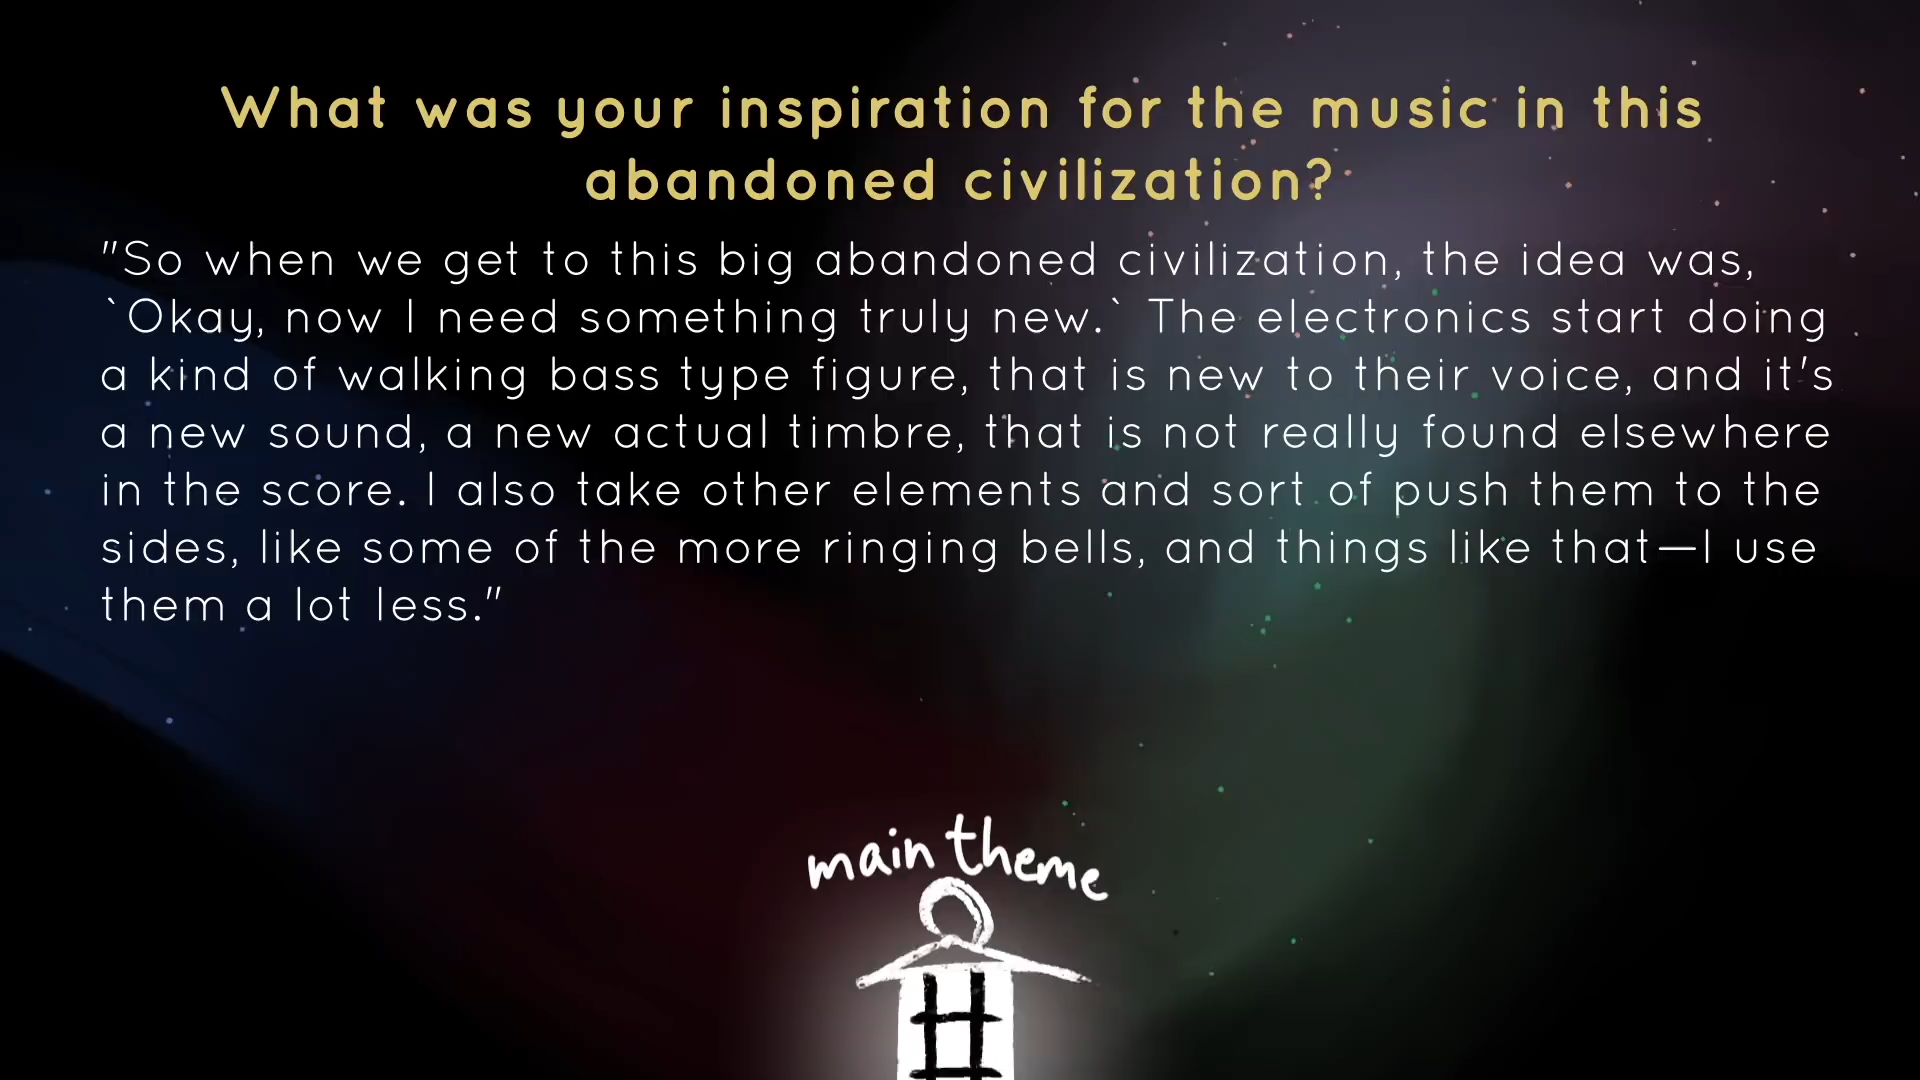 What was your inspiration for the music in this
abandoned civilization?
"So when we get to this big abandoned civilization, the idea was,
`Okay, now I need something truly new.` The electronics start doing
a kind of walking bass type figure, that is new to their voice, and it's
a new sound, a new actual timbre, that is not really found elsewhere
in the score. I also take other elements and sort of push them to the
sides, like some of the more ringing bells, and things like that—I use
them a lot less."
main theme